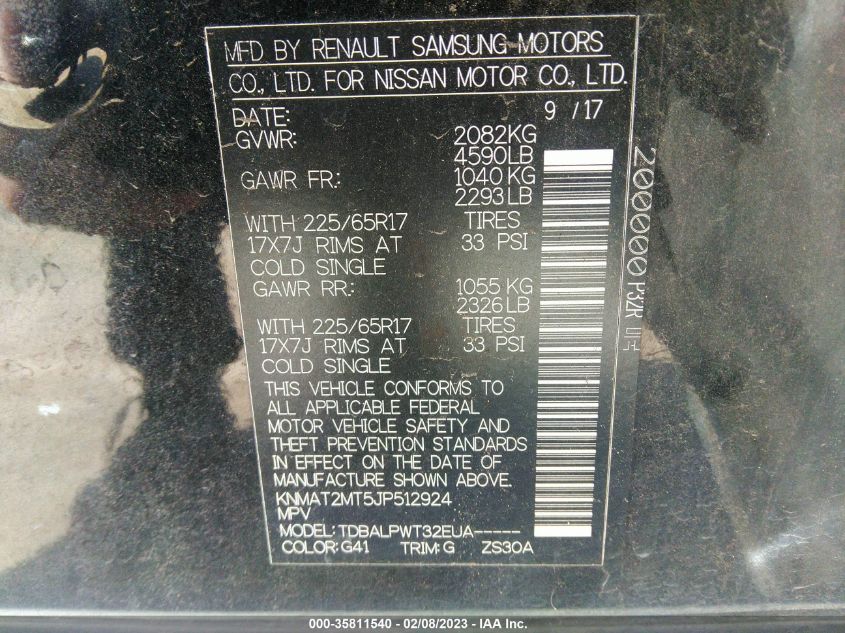 MFD BY RENAULT SAMSUNG MOTORS
CO., LTD. FOR NISSAN MOTOR CO., LTD.
DATE: 9 /17
GVWR: 2082KG
4590LB
GAWR FR.: 1040 KG
2293 LB
WITH 225/65R17 TIRES
17X7J RIMS AT 33 PSI
COLD SINGLE
GAWR RR.: 1055 KG
2326 LB
WITH 225/65R17 TIRES
17X7J RIMS AT 33 PSI
COLD SINGLE
THIS VEHICLE CONFORMS TO
ALL APPLICABLE FEDERAL
MOTOR VEHICLE SAFETY AND
THEFT PREVENTION STANDARDS
IN EFFECT ON THE DATE OF
MANUFACTURE SHOWN ABOVE.
KNMAT2MT5JP512924
MPV
MODEL: TDBALPWT32EUA-----
COLOR: G41 TRIM: G ZS30A
000-35811540 - 02/08/2023 - IAA Inc.